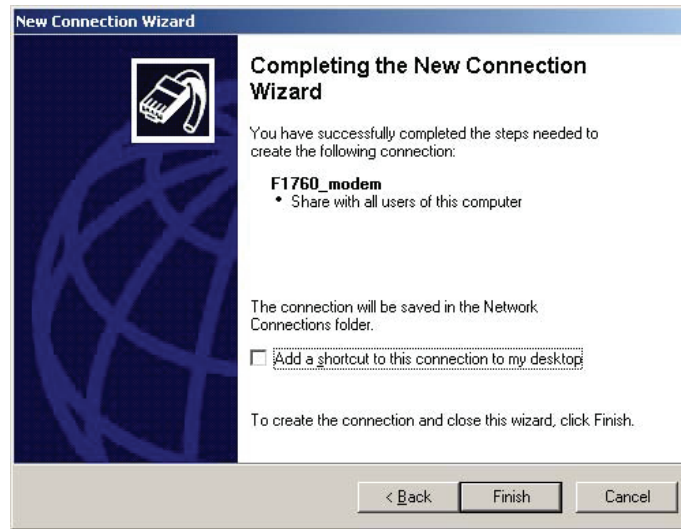 New Connection Wizard
Completing the New Connection
Wizard
You have successfully completed the steps needed to
create the following connection:
F1760_modem
• Share with all users of this computer
The connection will be saved in the Network
Connections folder.
Add a shortcut to this connection to my desktop
To create the connection and close this wizard, click Finish.
< Back
Finish
Cancel